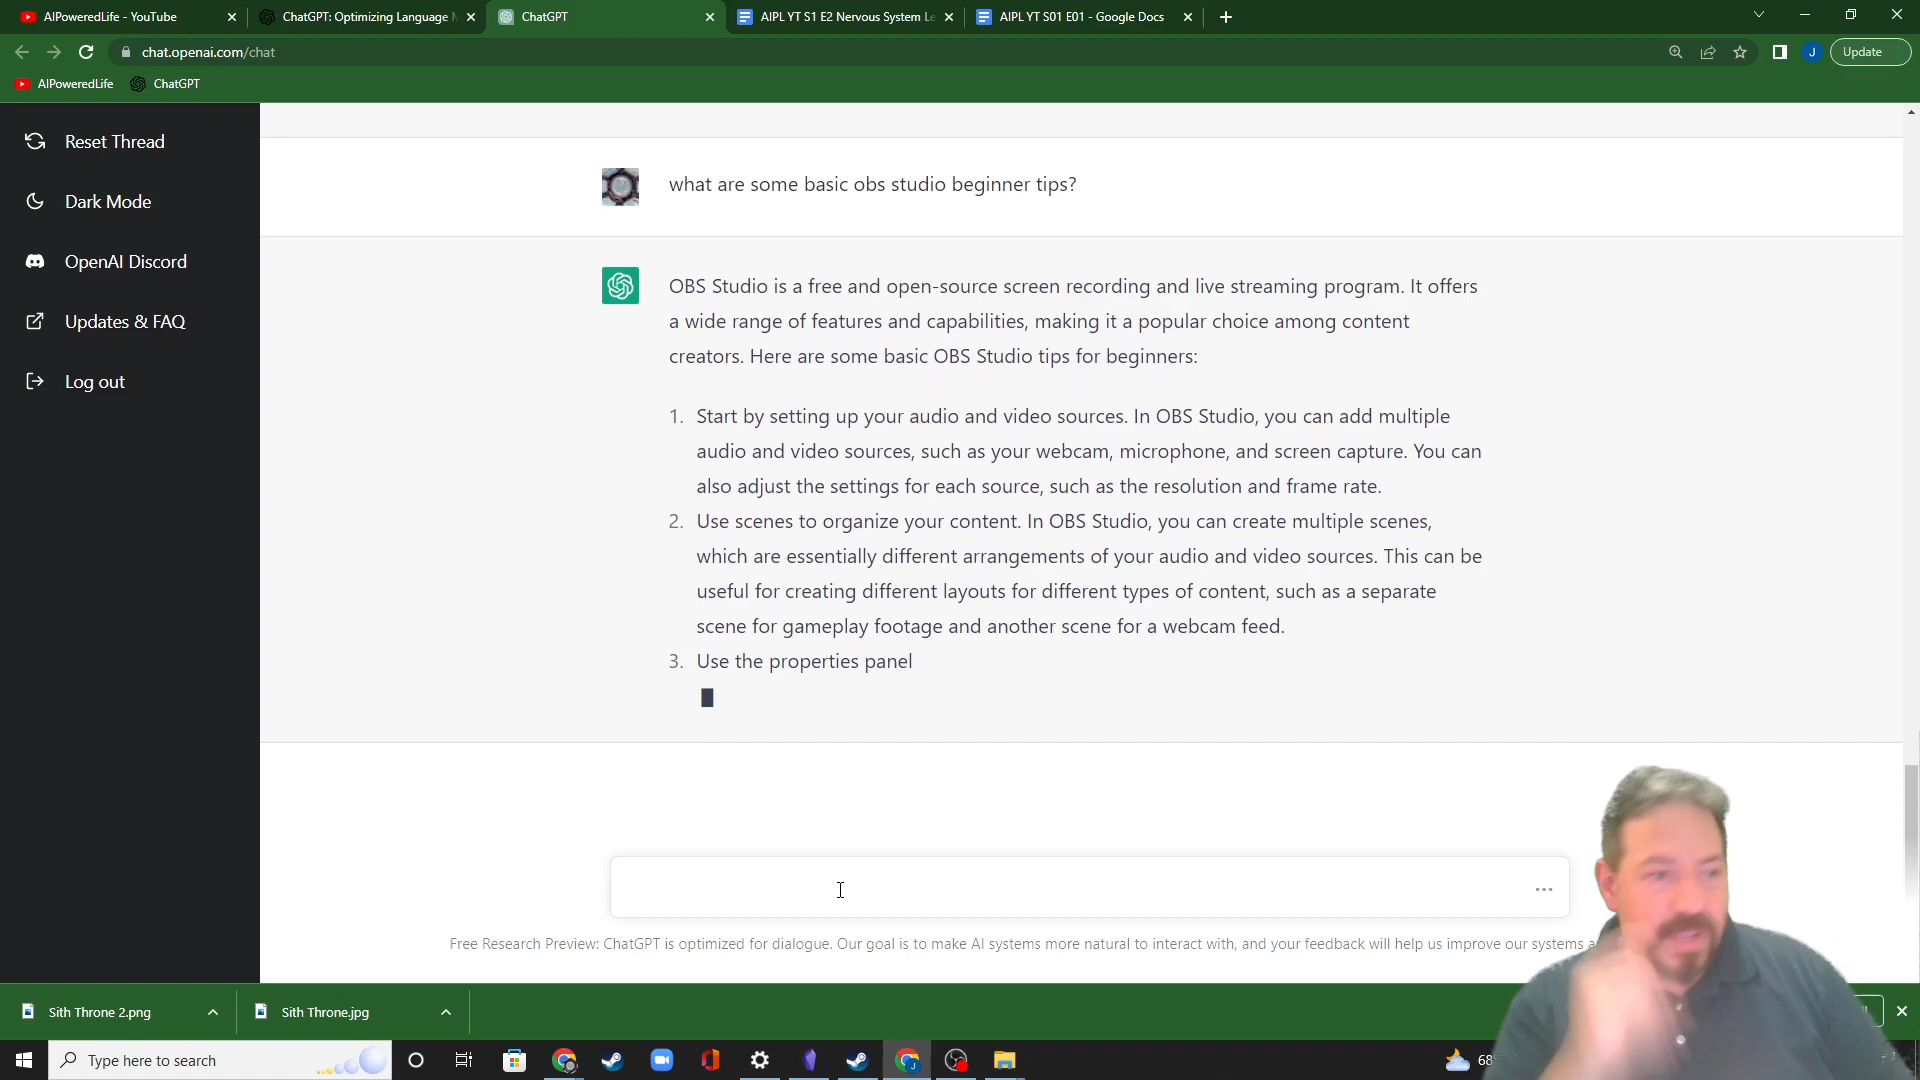 AIPoweredLife - YouTube
ChatGPT: Optimizing Language
ChatGPT
AIPL YT S1 E2 Nervous System Le
AIPL YT S01 E01 - Google Docs
chat.openai.com/chat
J
Update
AIPoweredLife
ChatGPT
Reset Thread
Dark Mode
OpenAI Discord
Updates & FAQ
Log out
what are some basic obs studio beginner tips?
OBS Studio is a free and open-source screen recording and live streaming program. It offers
a wide range of features and capabilities, making it a popular choice among content
creators. Here are some basic OBS Studio tips for beginners:
1. Start by setting up your audio and video sources. In OBS Studio, you can add multiple
audio and video sources, such as your webcam, microphone, and screen capture. You can
also adjust the settings for each source, such as the resolution and frame rate.
2. Use scenes to organize your content. In OBS Studio, you can create multiple scenes,
which are essentially different arrangements of your audio and video sources. This can be
useful for creating different layouts for different types of content, such as a separate
scene for gameplay footage and another scene for a webcam feed.
3. Use the properties panel
Free Research Preview: ChatGPT is optimized for dialogue. Our goal is to make AI systems more natural to interact with, and your feedback will help us improve our systems
Sith Throne 2.png
Sith Throne.jpg
Type here to search
68°